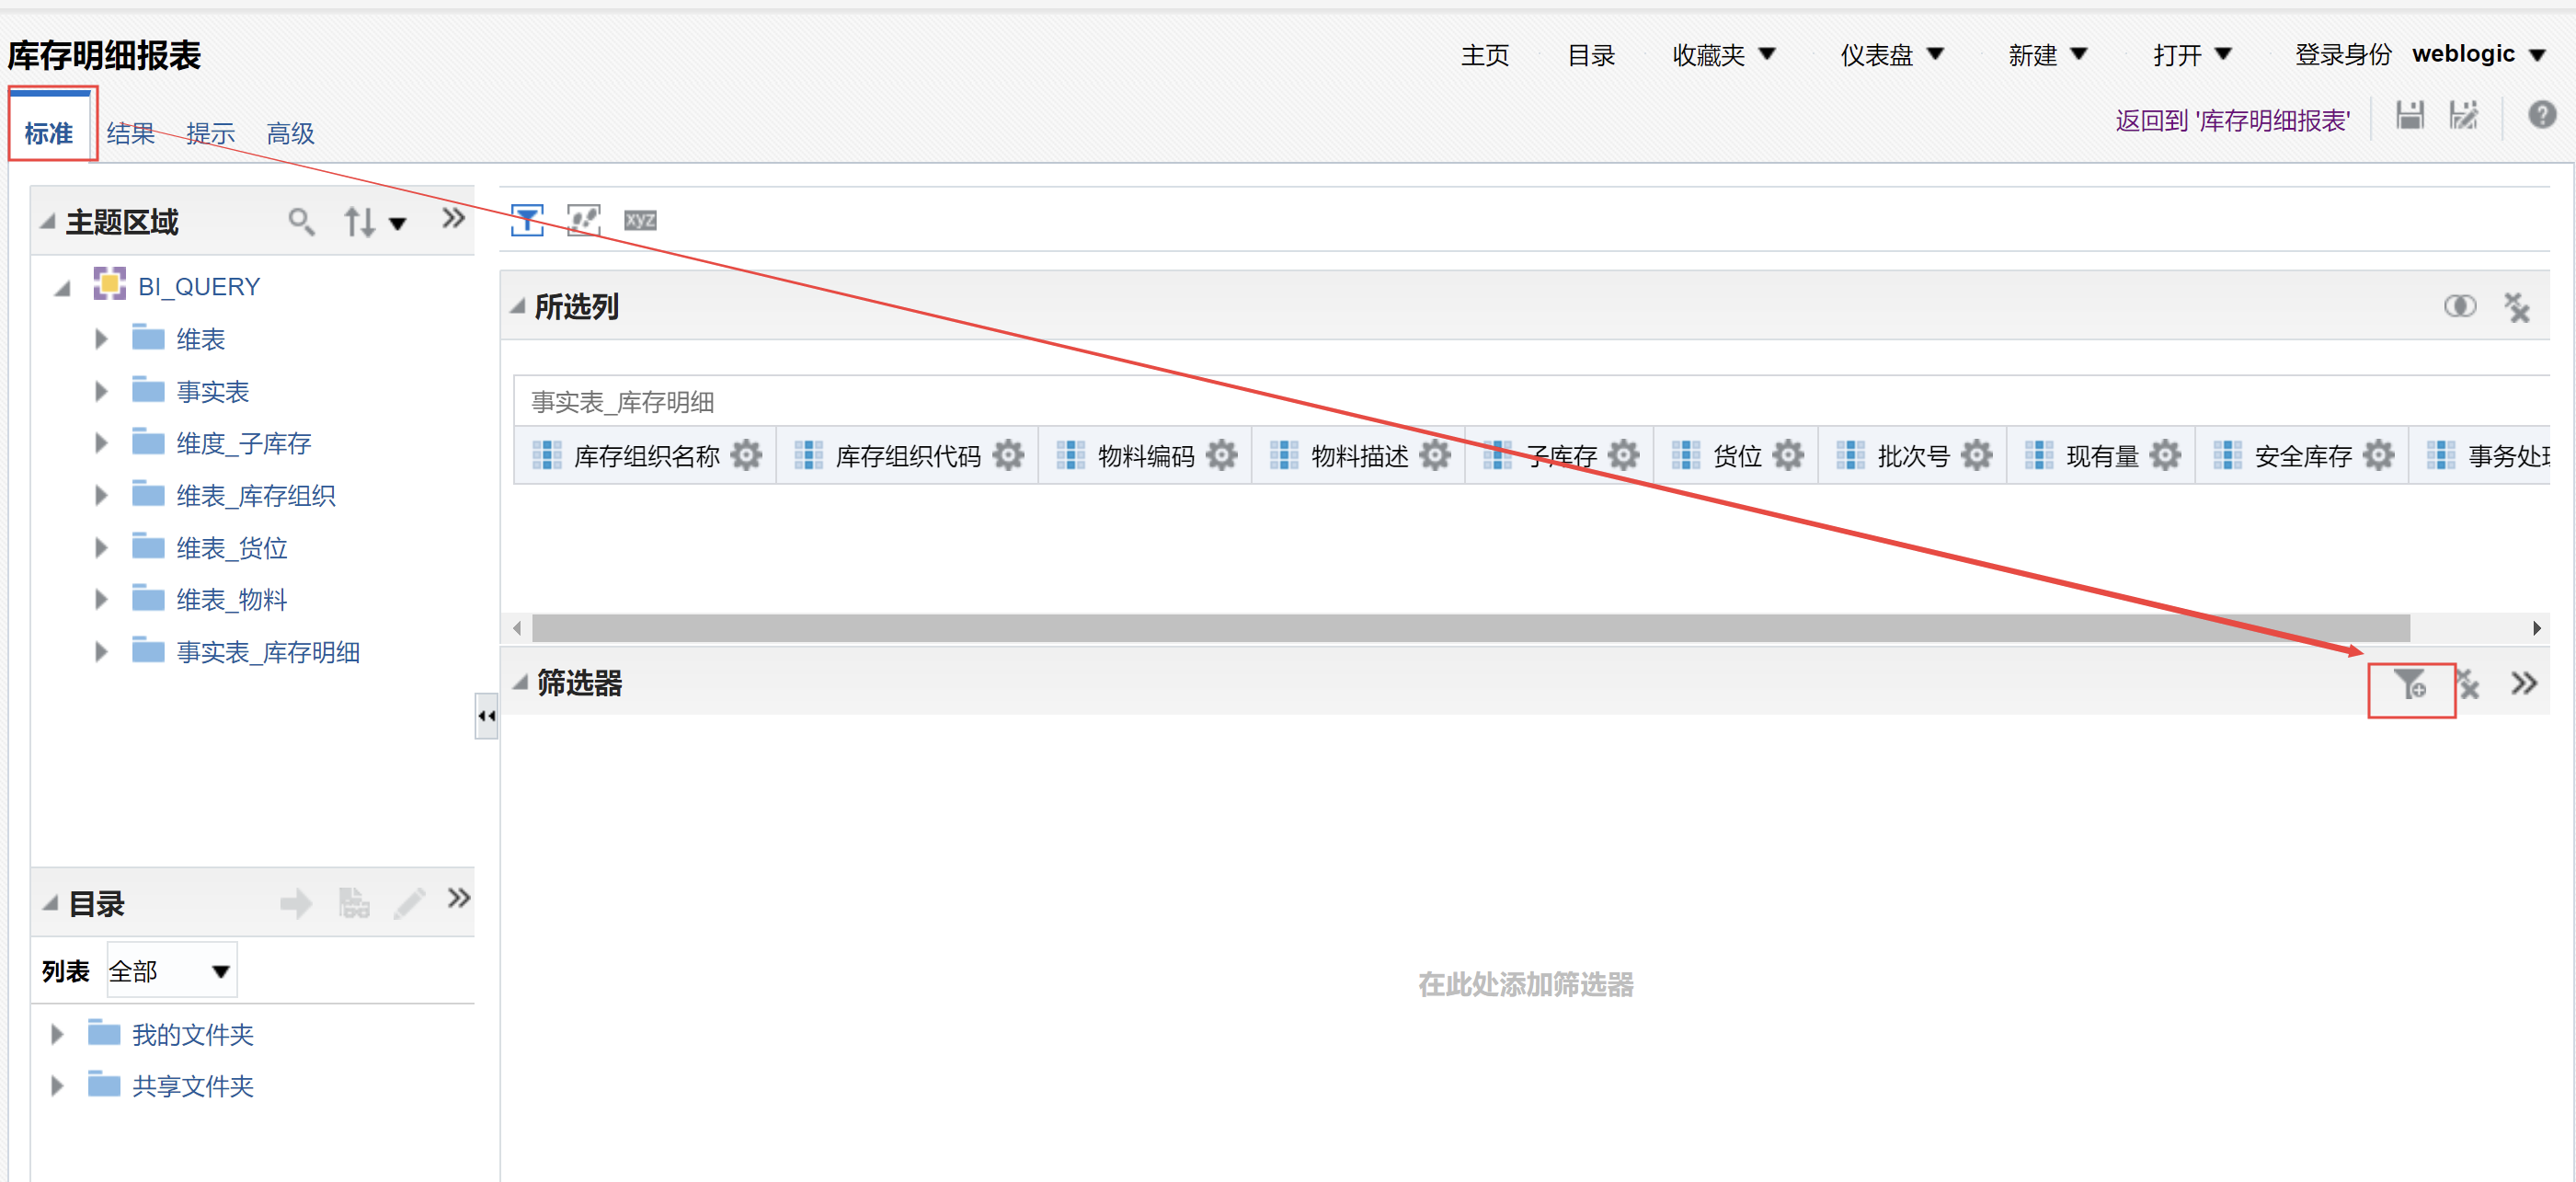 库存明细报表
主页 目录 收藏夹 仪表盘 新建 打开 登录身份 weblogic
标准 结果 提示 高级
返回到 '库存明细报表'
主题区域
xyz
BI_QUERY
维表
事实表
维度_子库存
维表_库存组织
维表_货位
维表_物料
事实表_库存明细
所选列
事实表_库存明细
库存组织名称 库存组织代码 物料编码 物料描述 子库存 货位 批次号 现有量 安全库存 事务处
筛选器
在此处添加筛选器
目录
列表 全部
我的文件夹
共享文件夹